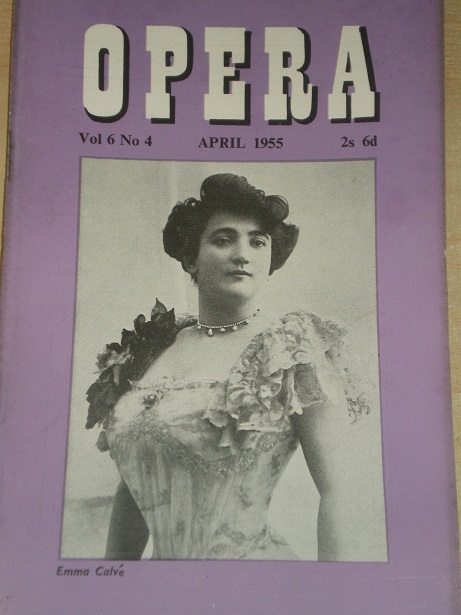 OPERA
Vol 6 No 4 APRIL 1955 2s 6d
Emma Calvé